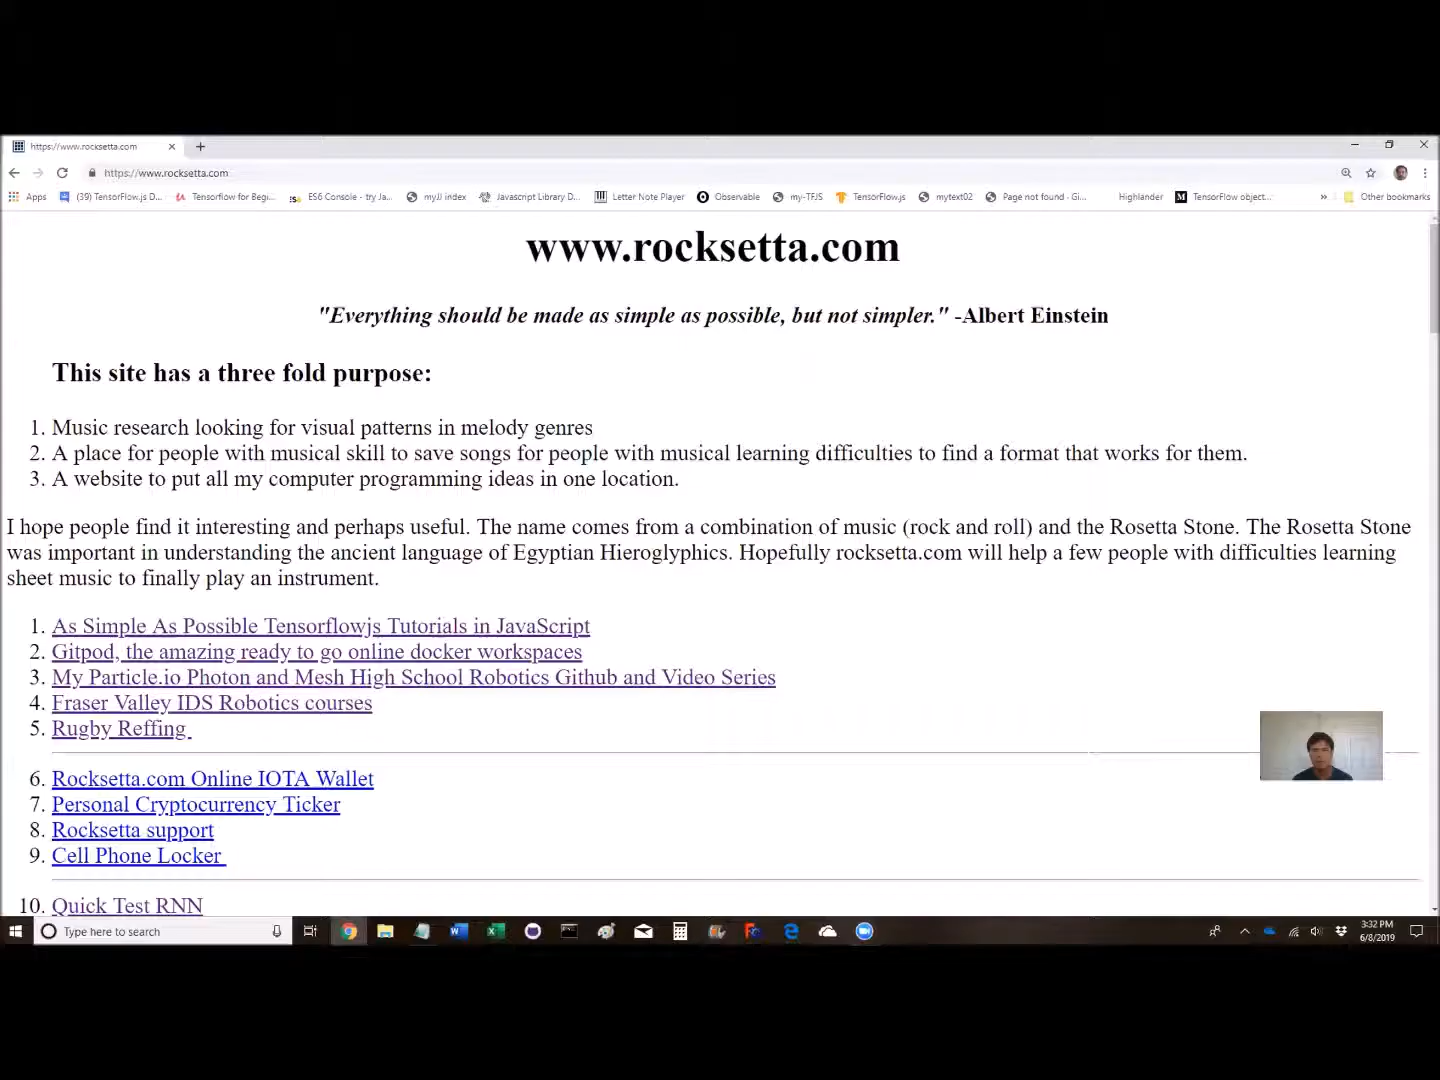 https://www.rocksetta.com
https://www.rocksetta.com
Apps (39) TensorFlow.js D... Tensorflow for Begi... ES6 Console - try Ja... myJJ index Javascript Library D... Letter Note Player Observable my-TFJS TensorFlow.js mytext02 Page not found - Gi... Highlander TensorFlow object... » Other bookmarks
www.rocksetta.com
"Everything should be made as simple as possible, but not simpler." -Albert Einstein
This site has a three fold purpose:
1. Music research looking for visual patterns in melody genres
2. A place for people with musical skill to save songs for people with musical learning difficulties to find a format that works for them.
3. A website to put all my computer programming ideas in one location.
I hope people find it interesting and perhaps useful. The name comes from a combination of music (rock and roll) and the Rosetta Stone. The Rosetta Stone
was important in understanding the ancient language of Egyptian Hieroglyphics. Hopefully rocksetta.com will help a few people with difficulties learning
sheet music to finally play an instrument.
1. As Simple As Possible Tensorflowjs Tutorials in JavaScript
2. Gitpod, the amazing ready to go online docker workspaces
3. My Particle.io Photon and Mesh High School Robotics Github and Video Series
4. Fraser Valley IDS Robotics courses
5. Rugby Reffing
6. Rocksetta.com Online IOTA Wallet
7. Personal Cryptocurrency Ticker
8. Rocksetta support
9. Cell Phone Locker
10. Quick Test RNN
Type here to search
3:32 PM
6/8/2019